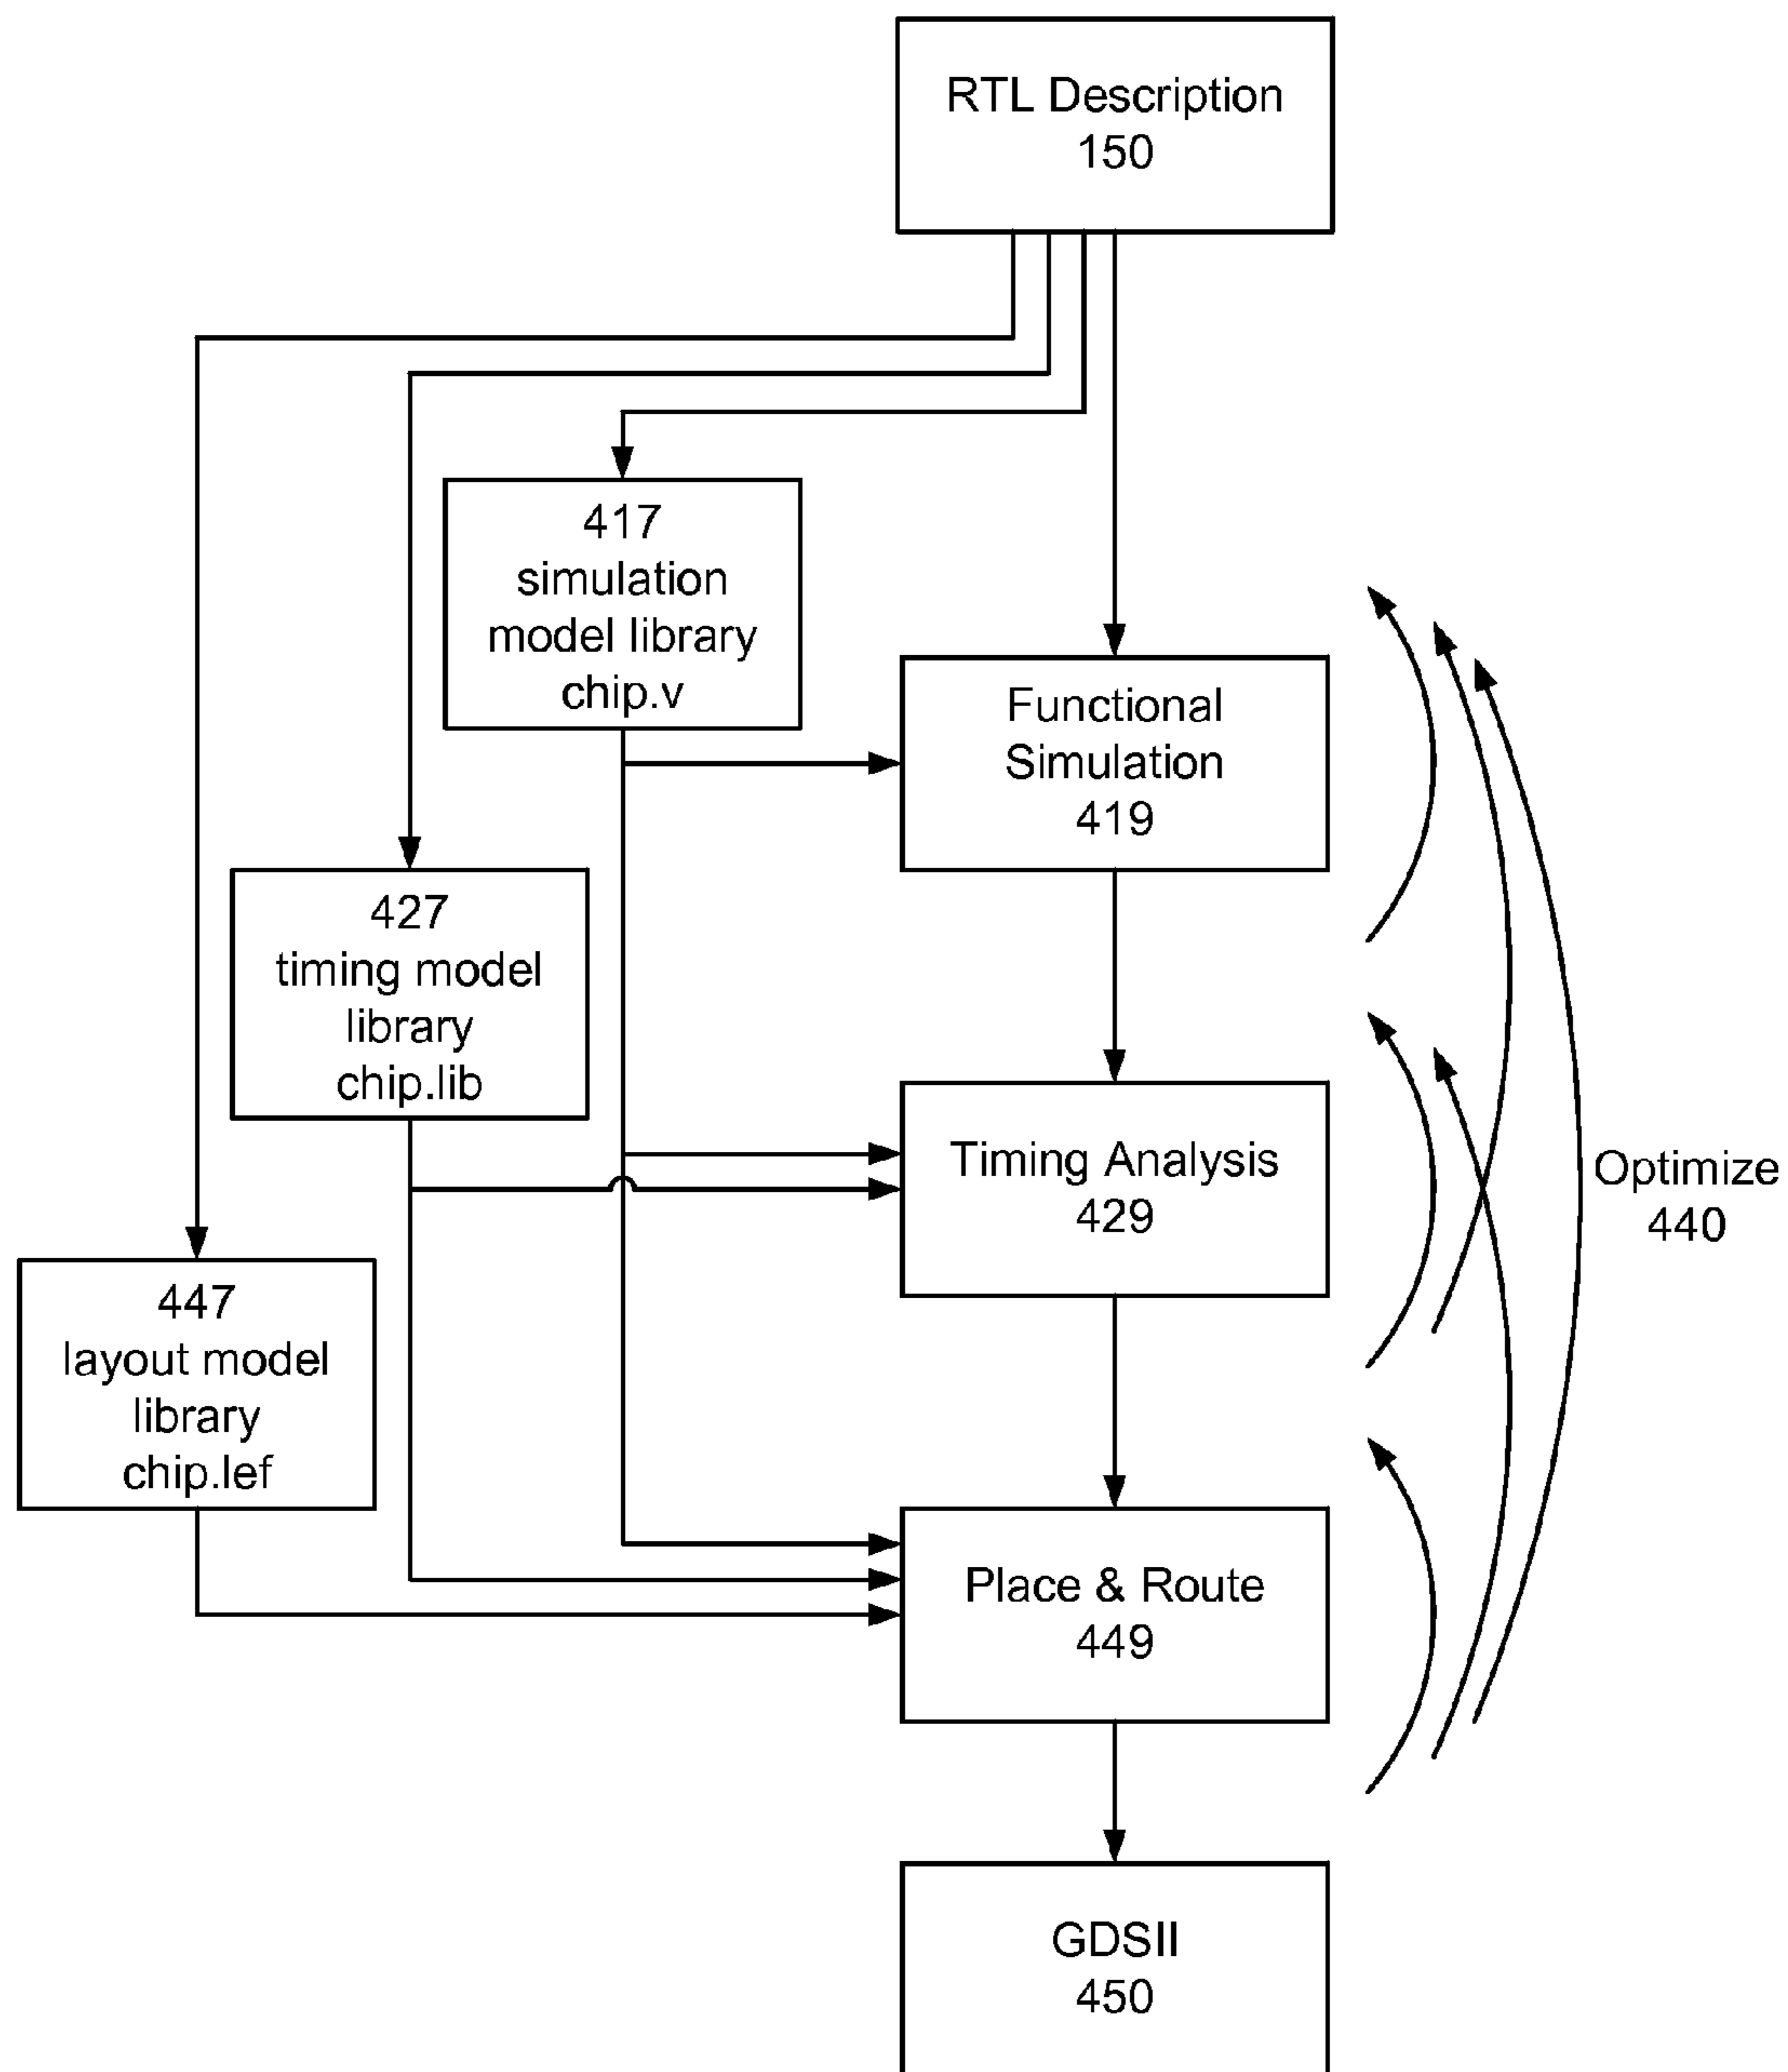 RTL Description
150
417
simulation
model library
chip.v
Functional
Simulation
419
427
timing model
library
chip.lib
Timing Analysis
429
Optimize
440
447
layout model
library
chip.lef
Place & Route
449
GDSII
450